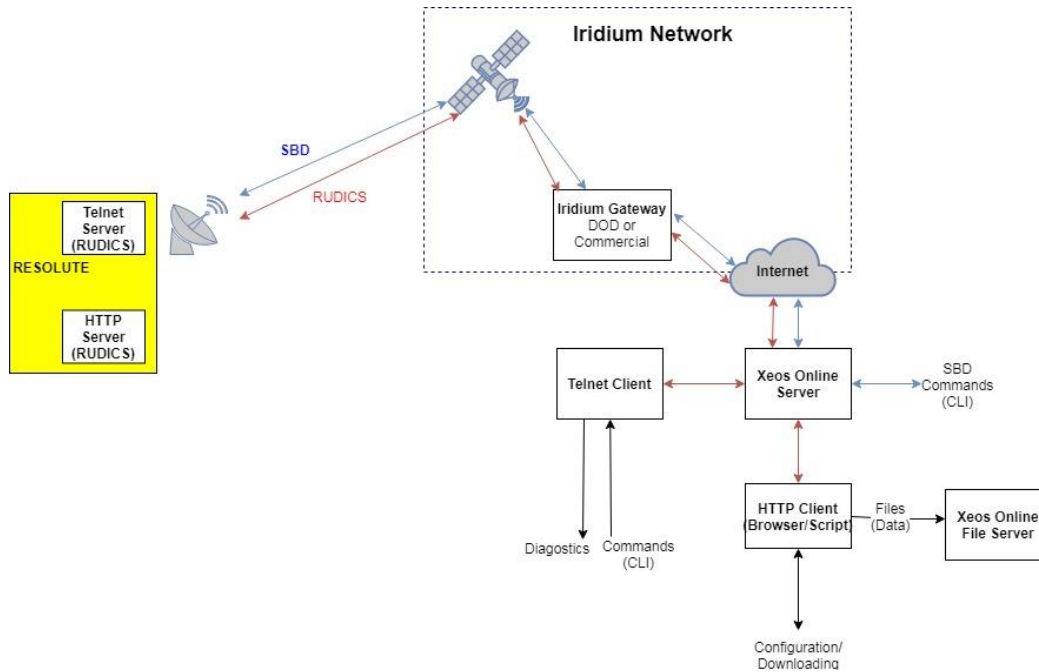 Iridium Network
SBD
RUDICS
Telnet
Server
(RUDICS)
RESOLUTE
HTTP
Server
(RUDICS)
Iridium Gateway
DOD or
Commercial
Internet
Telnet Client
Xeos Online
Server
SBD
Commands
(CLI)
HTTP Client
(Browser/Script)
Files
(Data)
Xeos Online
File Server
Diagostics
Commands
(CLI)
Configuration/
Downloading